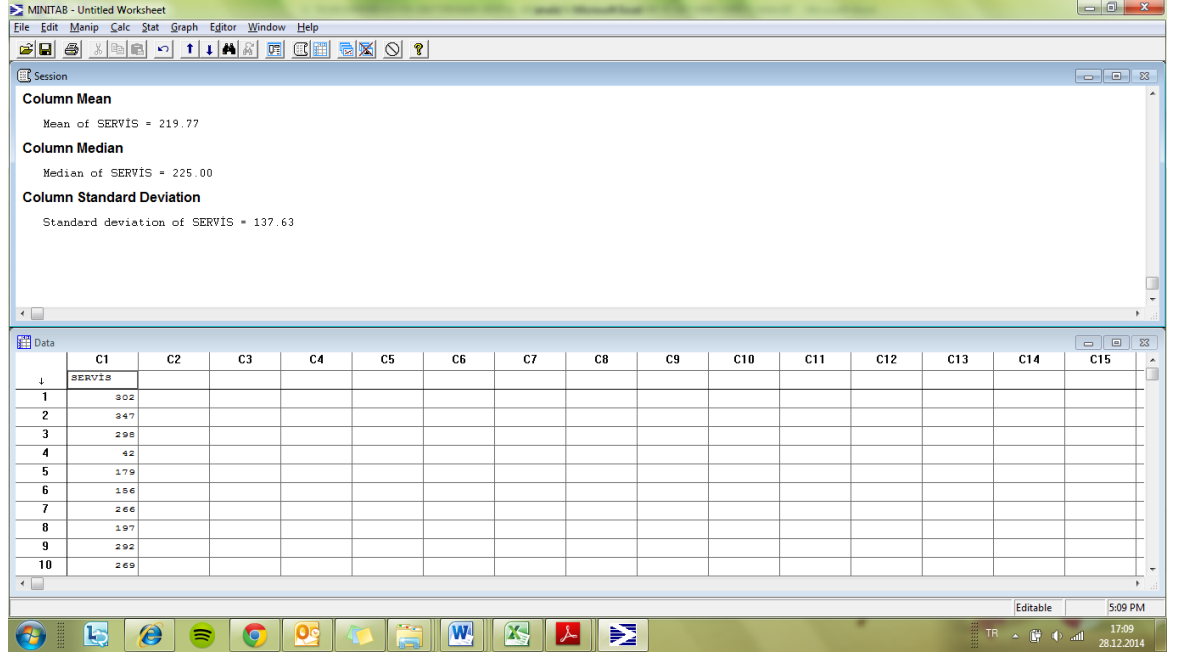 MINITAB - Untitled Worksheet
File Edit Manip Calc Stat Graph Editor Window Help
Session
Column Mean
Mean of SERVİS = 219.77
Column Median
Median of SERVİS = 225.00
Column Standard Deviation
Standard deviation of SERVİS = 137.63
Data
C1 C2 C3 C4 C5 C6 C7 C8 C9 C10 C11 C12 C13 C14 C15
↓ SERVİS
1 302
2 347
3 298
4 42
5 179
6 156
7 266
8 197
9 292
10 269
Editable 5:09 PM
TR 17:09
28.12.2014